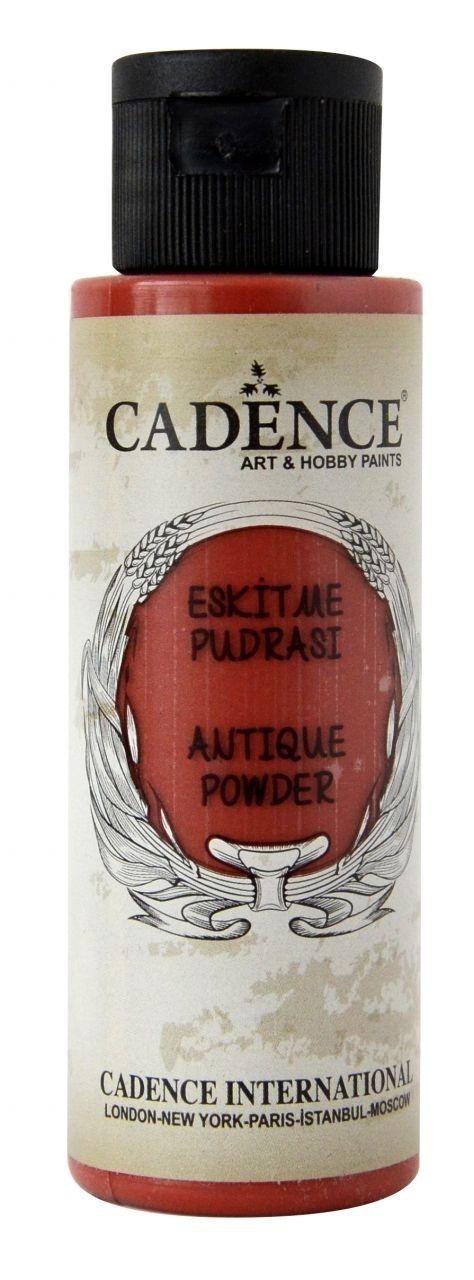 CADENCE®
ART & HOBBY PAINTS
ESKİTME
PUDRASI
ANTIQUE
POWDER
CADENCE INTERNATIONAL
LONDON-NEW YORK-PARIS-İSTANBUL-MOSCOW